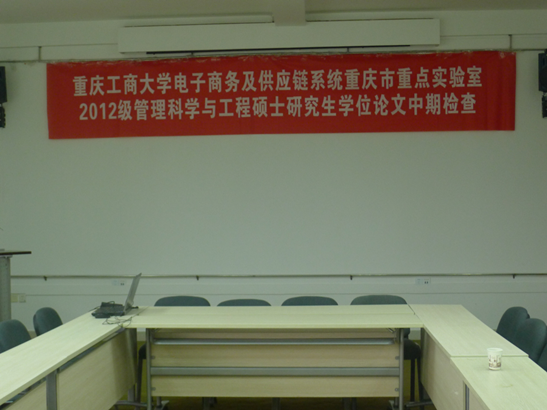 重庆工商大学电子商务及供应链系统重庆市重点实验室
2012级管理科学与工程硕士研究生学位论文中期检查